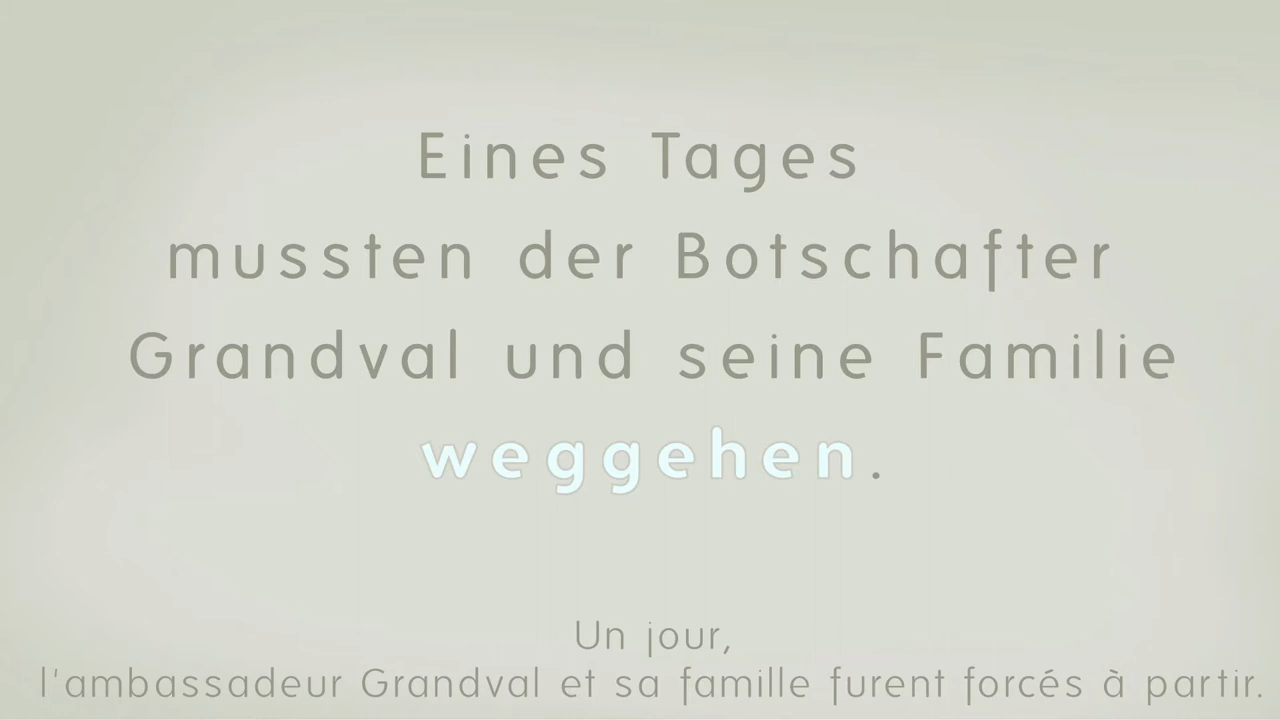 Eines Tages
mussten der Botschafter
Grandval und seine Familie
weggehen.
Un jour,
l'ambassadeur Grandval et sa famille furent forcés à partir.